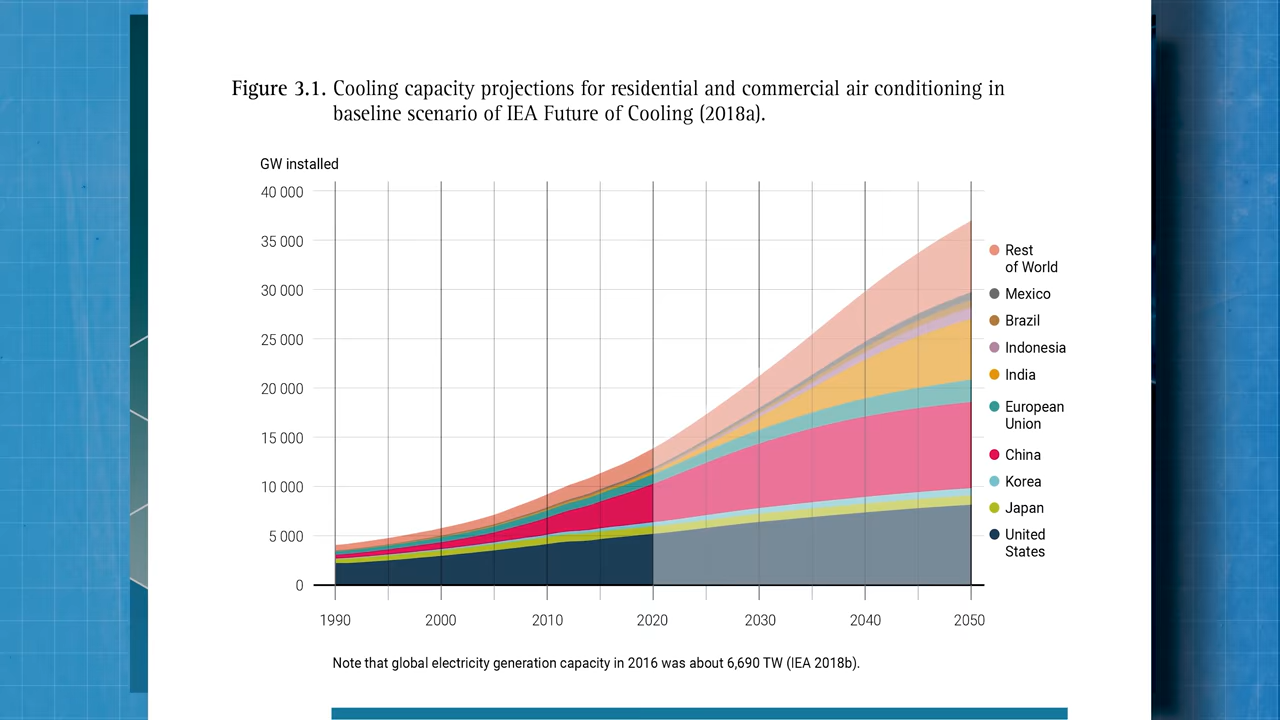 Figure 3.1. Cooling capacity projections for residential and commercial air conditioning in
baseline scenario of IEA Future of Cooling (2018a).
GW installed
40 000
35 000
30 000
25 000
20 000
15 000
10 000
5 000
0
1990 2000 2010 2020 2030 2040 2050
Rest
of World
Mexico
Brazil
Indonesia
India
European
Union
China
Korea
Japan
United
States
Note that global electricity generation capacity in 2016 was about 6,690 TW (IEA 2018b).